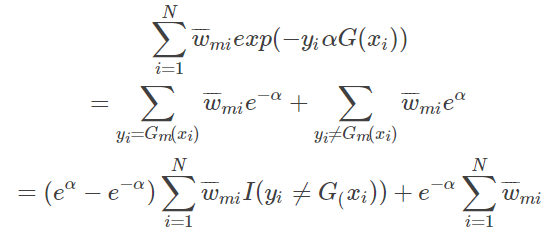 \sum_{i=1}^{N} \overline{w}_{mi} exp(-y_i \alpha G(x_i))
= \sum_{y_i = G_m(x_i)} \overline{w}_{mi} e^{-\alpha} + \sum_{y_i \neq G_m(x_i)} \overline{w}_{mi} e^{\alpha}
= (e^{\alpha} - e^{-\alpha}) \sum_{i=1}^{N} \overline{w}_{mi} I(y_i \neq G_( x_i)) + e^{-\alpha} \sum_{i=1}^{N} \overline{w}_{mi}